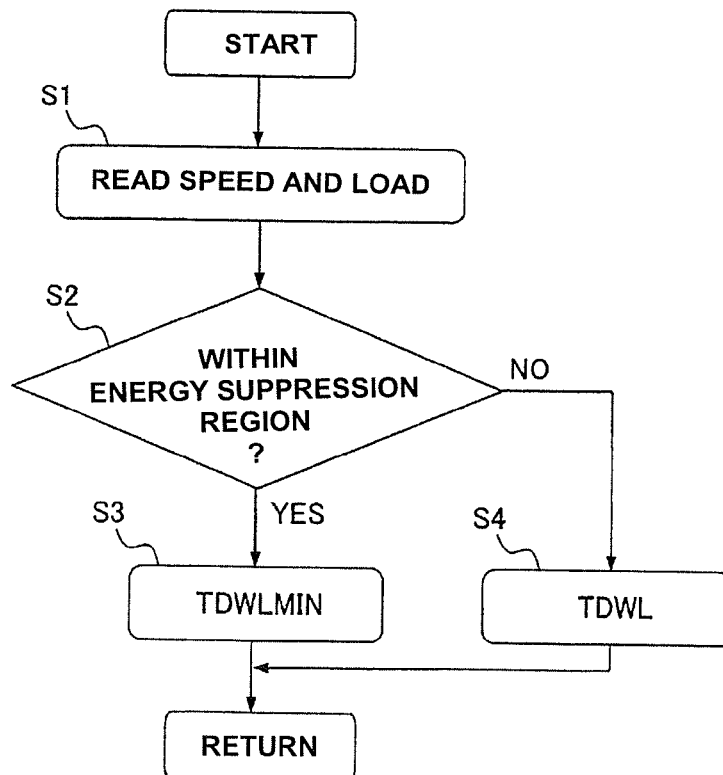 START
S1
READ SPEED AND LOAD
S2
WITHIN
ENERGY SUPPRESSION
REGION
?
NO
YES
S3
TDWLMIN
S4
TDWL
RETURN